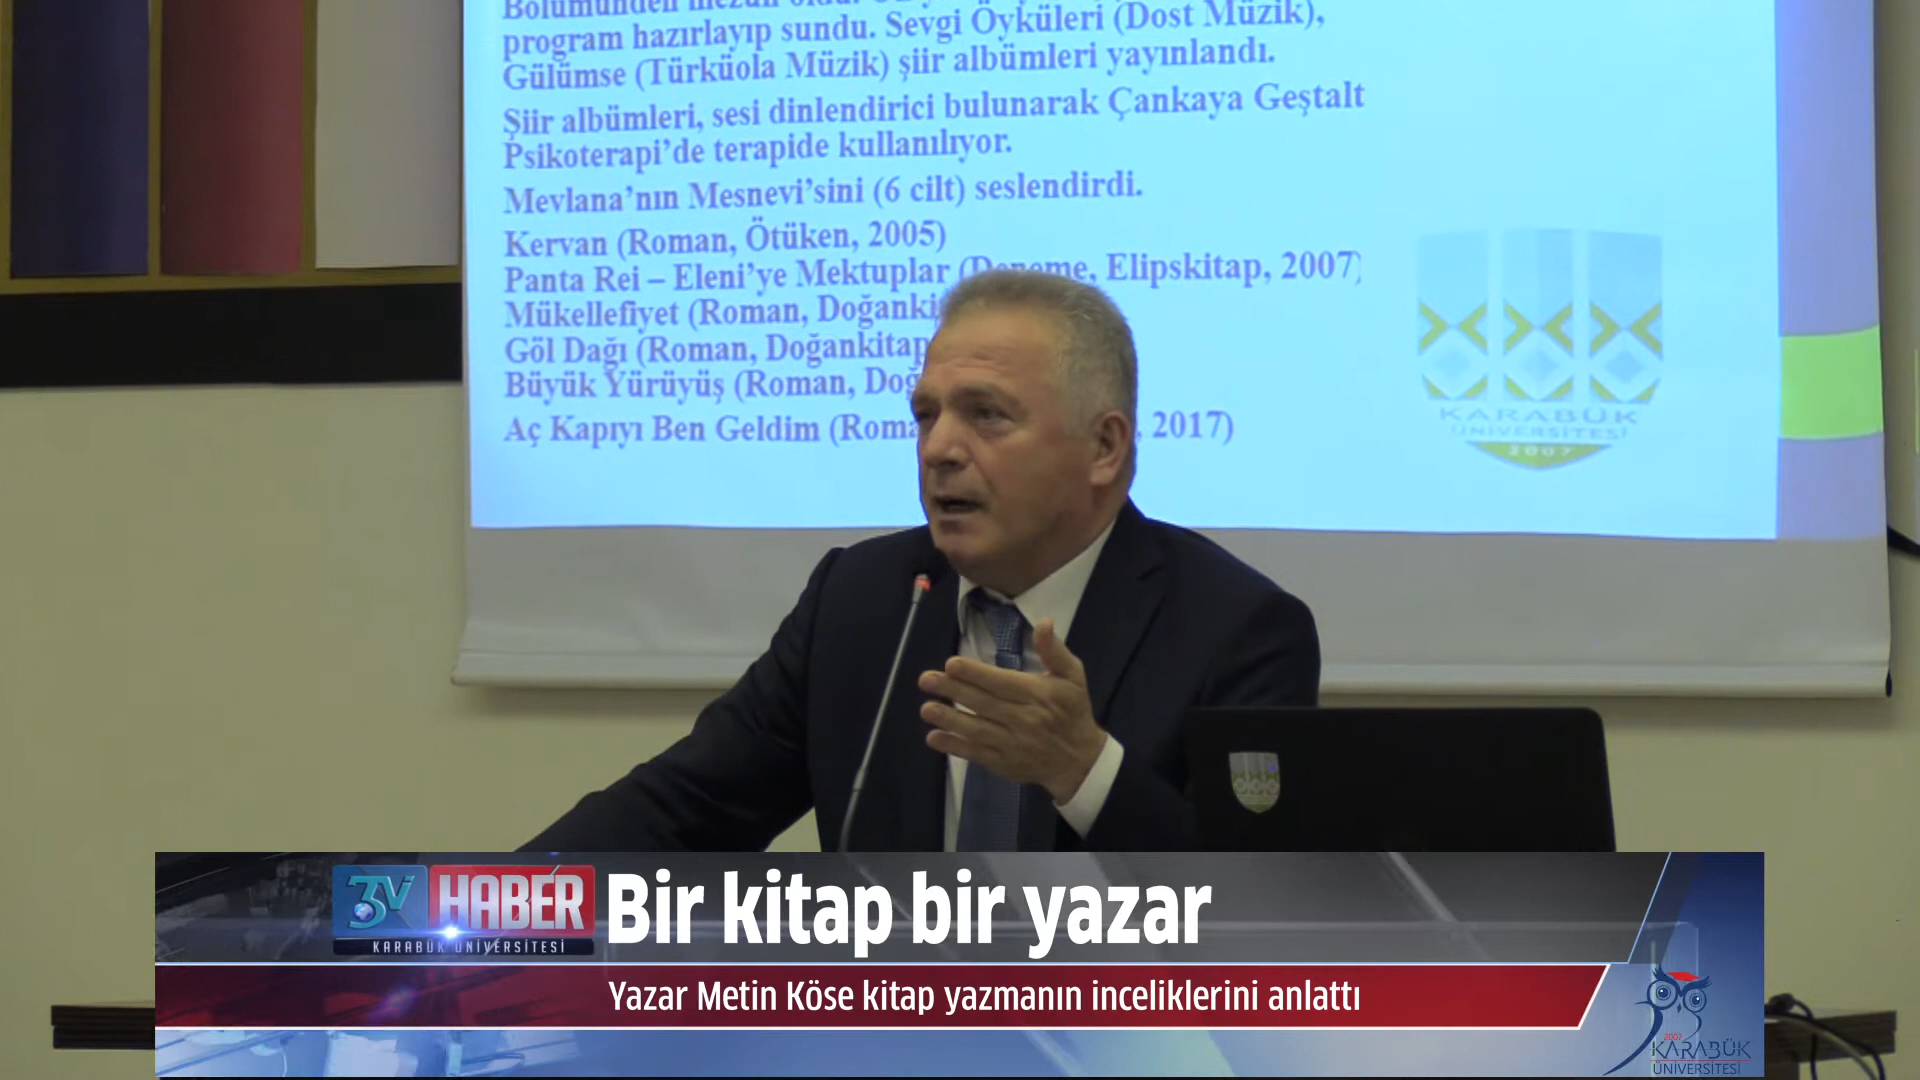 program hazırlayıp sundu. Sevgi Öyküleri (Dost Müzik),
Gülümse (Türküola Müzik) şiir albümleri yayınlandı.
Şiir albümleri, sesi dinlendirici bulunarak Çankaya Geştalt
Psikoterapi'de terapide kullanılıyor.
Mevlana'nın Mesnevi'sini (6 cilt) seslendirdi.
Kervan (Roman, Ötüken, 2005)
Panta Rei – Eleni'ye Mektuplar (Deneme, Elipskitap, 2007)
Mükellefiyet (Roman,
Göl Dağı (Roman, Doğankitap
Büyük Yürüyüş (Roman,
Aç Kapıyı Ben Geldim ( 2017)
KARABÜK
ÜNİVERSİTESİ
2007
3Vi HABER
KARABÜK ÜNİVERSİTESİ
Bir kitap bir yazar
Yazar Metin Köse kitap yazmanın inceliklerini anlattı
2007
KARABÜK
ÜNİVERSİTESİ